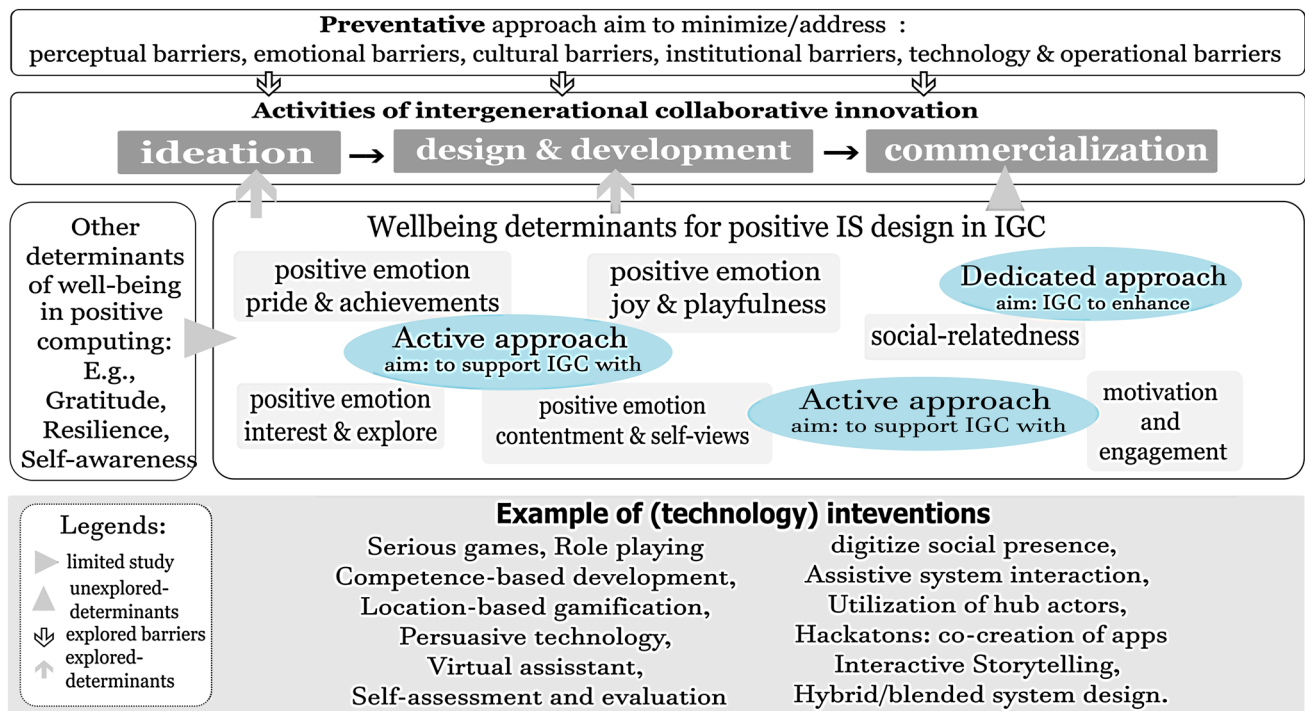 Preventative approach aim to minimize/address :
perceptual barriers, emotional barriers, cultural barriers, institutional barriers, technology & operational barriers
Activities of intergenerational collaborative innovation
ideation
design & development
commercialization
Other
determinants
of well-being
in positive
computing:
E.g.,
Gratitude,
Resilience,
Self-awareness
Wellbeing determinants for positive IS design in IGC
positive emotion
pride & achievements
positive emotion
joy & playfulness
Dedicated approach
aim: IGC to enhance
social-relatedness
Active approach
aim: to support IGC with
positive emotion
interest & explore
positive emotion
contentment & self-views
Active approach
aim: to support IGC with
motivation
and
engagement
Legends:
limited study
unexplored-
determinants
explored barriers
explored-
determinants
Example of (technology) inteventions
Serious games, Role playing
Competence-based development,
Location-based gamification,
Persuasive technology,
Virtual assisstant,
Self-assessment and evaluation
digitize social presence,
Assistive system interaction,
Utilization of hub actors,
Hackatons: co-creation of apps
Interactive Storytelling,
Hybrid/blended system design.